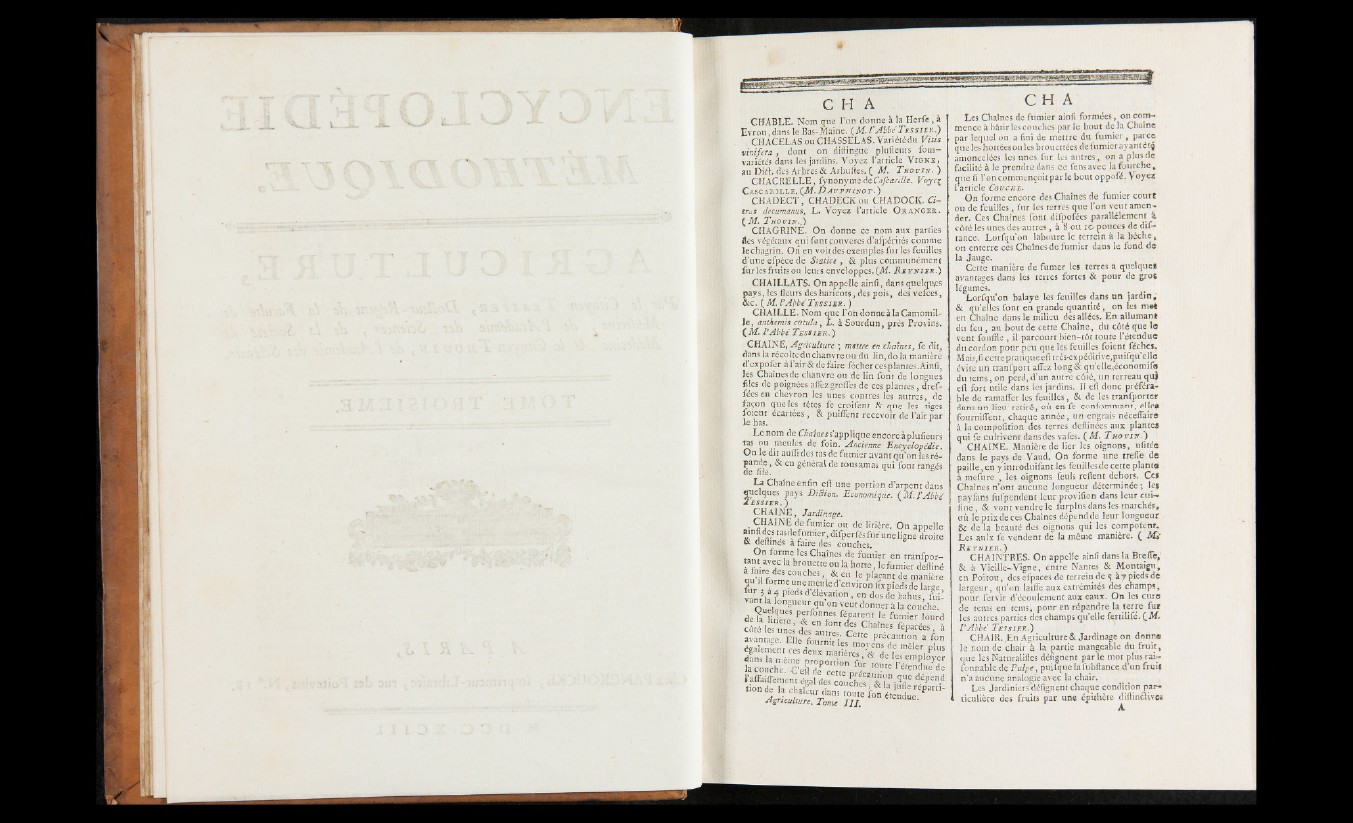 CHA
CHABLE. Nom que l'on donne à la Herſe, à
Evron, dans le Bas-Maine. (M. l'Abbé TESSIER.)
CHACELAS ou CHASSELAS. Variété du Vitis
vinifera, dont on diſtingue pluſieurs ſous-
variétés dans les jardins. Voyez l'article VIGNE,
au Dict. des Arbres & Arbuſtes. ( M. THOUIN. )
CHACRELLE, ſynonyme de Caſcarille. Voyez
CASCARILLE. (M. DAUPHINOT.)
CHADECT, CHADECK ou CHADOCK. Ci-
trus decumanus, L. Voyez l'article ORANGER.
( M. THOUIN.)
CHAGRINE. On donne ce nom aux parties
des végétaux qui ſont couveres d'aſpérités comme
le chagrin. On en voit des exemples ſur les feuilles
d'une eſpèce de Statice, & plus communément
ſur les fruits ou leurs enveloppes. (M. REYNIER.)
CHAILLATS. On appelle ainſi, dans quelques
pays, les fleurs des haricots, des pois, des veſces,
&c. ( M. l'Abbé TESSIER. )
CHAILLE. Nom que l'on donne à la Camomil-
le, anthemis cotula, L. à Sourdun, près Provins.
(M. l'Abbé TESSIER.)
CHAINE, Agriculture; mettre en chaînes, ſe dit,
dans la récolte du chanvre ou du lin, de la manière
d'expoſer à l'air & de faire ſécher ces plantes. Ainſi,
les Chaînes de chanvre ou de lin ſont de longues
files de poignées aſſez groſſes de ces plantes, dreſ-
ſées en chevron les unes contres les autres, de
façon que les têtes ſe croiſent & que les tiges
ſoient écartées, & puiſſent recevoir de l'air par
le bas.
Le nom de Chaînes s'applique encore à pluſieurs
tas ou meules de foin. Ancienne Encyclopédie.
On le dit auſſi des tas de fumier avant qu'on les ré-
pande, & en général de tous amas qui ſont rangés
de file.
La Chaîne enfin eſt une portion d'arpent dans
quelques pays Diction. Economique. ( M. l'Abbé
TESSIER. )
CHAINE, Jardinage.
CHAINE de fumier ou de litière. On appelle
ainſi des tas de fumier, diſperſés ſur une ligne droite
& deſtinés à faire des couches.
On forme les Chaînes de fumier en tranſpor-
tant avec la brouette ou la hotte, le fumier deſtiné
à faire des couches, & en le plaçant de manière
qu'il forme une meule d'environ ſix pieds de large,
ſur 3 à 4 pieds d'élévation, en dos de bahus, ſui-
vant la longueur qu'on veut donner à la couche.
Quelques perſonnes ſéparent le fumier lourd
de la litière, & en font des Chaînes ſéparées, à
côté les unes des autres. Cette précaution a ſon
avantage. Elle fournit les moyens de mêler plus
également ces deux matières, & de les employer
dans la même proportion ſur toute l'étendue de
la couche. C'eſt de cette précaution que dépend
l'affaiſſement égal des couches, & la juſte réparti-
tion de la chaleur dans toute ſon étendue.
Agriculture. Tome III.
CHA
Les Chaînes de fumier ainſi formées, on com-
mence à bâtir les couches par le bout de la Chaîne
par lequel on a fini de mettre du fumier, parce
que les hottées ou les brouettées de fumier ayant été
amoncelées les unes ſur les autres, on a plus de
facilité à le prendre dans ce ſens avec la fourche,
que ſi l'on commençoit par le bout oppoſé. Voyez
l'article COUCHE.
On forme encore des Chaînes de fumier court
ou de feuilles, ſur les terres que l'on veut amen-
der. Ces Chaînes ſont diſpoſées parallèlement à
côté les unes des autres, à 8 ou 10 pouces de diſ-
tance. Lorſqu'on laboure le terrein à la bêche,
on enterre ces Chaînes de fumier dans le fond de
la Jauge.
Cette manière de fumer les terres a quelques
avantages dans les terres fortes & pour de gros
légumes.
Lorſqu'on balaye les feuilles dans un jardin,
& qu'elles ſont en grande quantité, on les met
en Chaîne dans le milieu des allées. En allumant
du feu, au bout de cette Chaîne, du côté que le
vent ſouffle, il parcourt bien-tôt toute l'étendue
du cordon pour peu que les feuilles ſoient ſèches.
Mais, ſi cette pratique eſt très-expéditive, puiſqu'elle
évite un tranſport aſſez long & qu'elle, économiſe
du tems, on perd, d'un autre côté, un terreau qui
eſt fort utile dans les jardins. Il eſt donc préféra-
ble de ramaſſer les feuilles, & de les tranſporter
dans un lieu retiré, où en ſe conſommant, elles
fourniſſent, chaque année, un engrais néceſſaire
à la compoſition des terres deſtinées aux plantes
qui ſe cultivent dans des vaſes. ( M. THOUIN )
CHAINE. Manière de lier les oignons, uſitée
dans le pays de Vaud. On forme une treſſe de
paille, en y introduiſant les feuilles de cette plante
à meſure, les oignons ſeuls reſtent dehors. Ces
Chaînes n'ont aucune longueur déterminée; les
payſans ſuſpendent leur proviſion dans leur cui-
ſine, & vont vendre le ſurplus dans les marchés,
où le prix de ces Chaînes dépend de leur longueur
& de la beauté des oignons qui les compoſent.
Les aulx ſe vendent de la même manière. ( M.
REYNIER.)
CHAINTRES. On appelle ainſi dans la Breſſe,
& à Vieille-Vigne, entre Nantes & Montaigu,
en Poitou, des eſpaces de terrein de 5 à 7 pieds de
largeur, qu'on laiſſe aux extrémités des champs,
pour ſervir d'écoulement aux eaux. On les cure
de tems en tems, pour en répandre la terre ſur
les autres parties des champs qu'elle fertiliſe. (M.
l'Abbé TESSIER.)
CHAIR. En Agriculture & Jardinage on donne
le nom de chair à la partie mangeable du fruit,
que les Naturaliſtes déſignent par le mot plus rai-
ſonnable de Pulpe, puiſque la ſubſtance d'un fruit
n'a aucune analogie avec la chair.
Les Jardiniers déſignent chaque condition par-
ticulière des fruits par une épithète diſtinctives
A